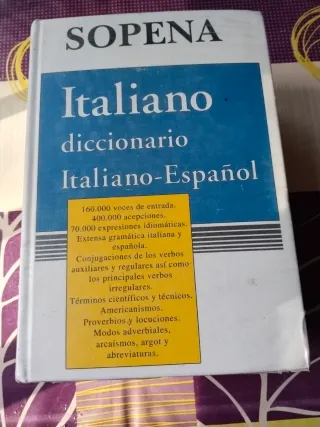 SOPENA
Italiano
diccionario
Italiano-Español
160.000 voces de entrada.
400.000 acepciones.
70.000 expresiones idiomáticas.
Extensa gramática italiana y
española.
Conjugaciones de los verbos
auxiliares y regulares así como
los principales verbos
irregulares.
Términos científicos y técnicos.
Americanismos.
Proverbios y locuciones.
Modos adverbiales,
arcaísmos, argot y
abreviaturas.